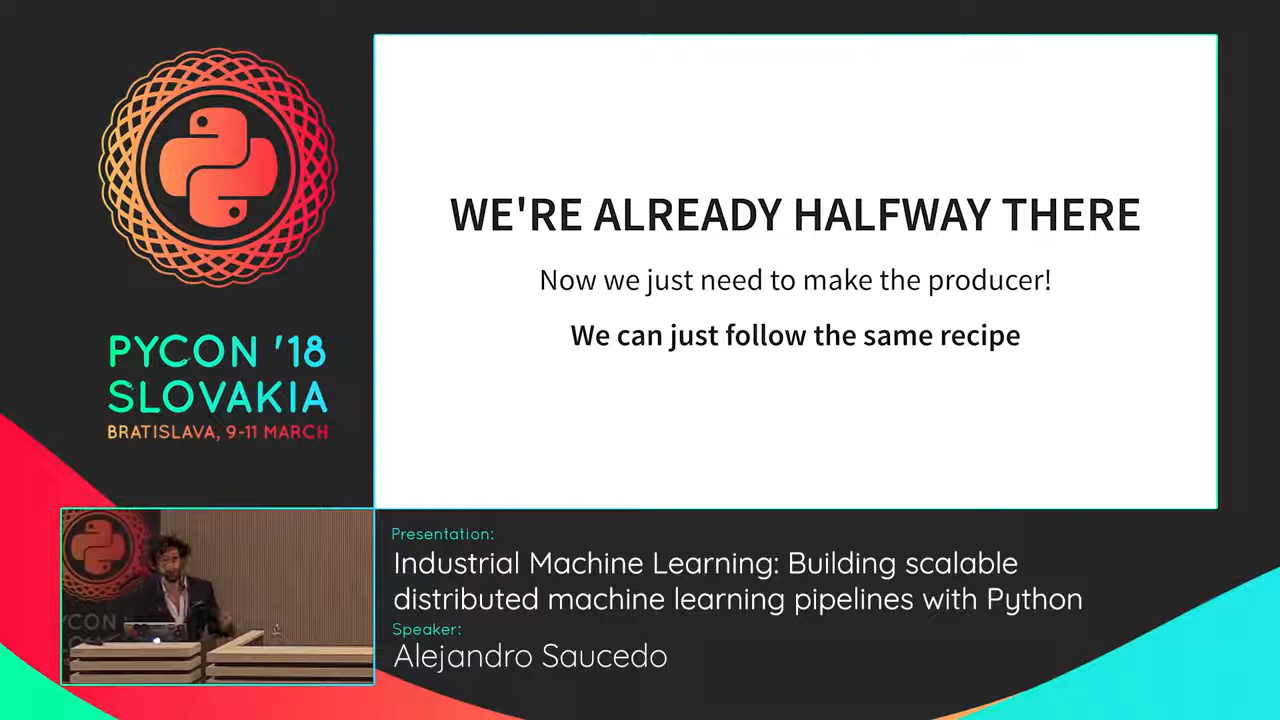 WE'RE ALREADY HALFWAY THERE
Now we just need to make the producer!
We can just follow the same recipe
PYCON '18
SLOVAKIA
BRATISLAVA, 9-11 MARCH
Presentation:
Industrial Machine Learning: Building scalable
distributed machine learning pipelines with Python
Speaker:
Alejandro Saucedo